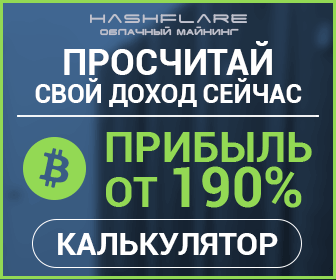 HASHFLARE
ОБЛАЧНЫЙ МАЙНИНГ
ПРОСЧИТАЙ
СВОЙ ДОХОД СЕЙЧАС
ПРИБЫЛЬ
ОТ 190%
КАЛЬКУЛЯТОР